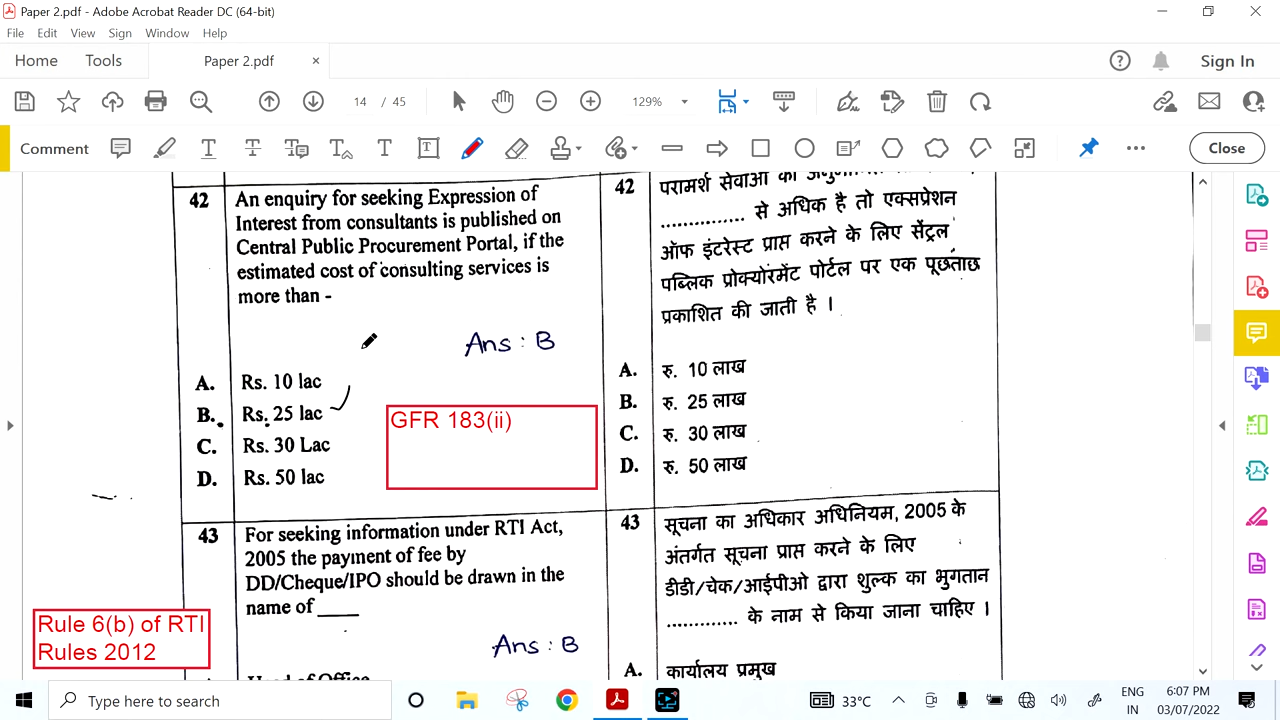 Paper 2.pdf - Adobe Acrobat Reader DC (64-bit)
File Edit View Sign Window Help
Home Tools Paper 2.pdf × Sign In
14 / 45 129%
Comment Close
42 An enquiry for seeking Expression of
Interest from consultants is published on
Central Public Procurement Portal, if the
estimated cost of consulting services is
more than -
Ans : B
A. Rs. 10 lac
B. Rs. 25 lac
C. Rs. 30 Lac
D. Rs. 50 lac
GFR 183(ii)
42 परामर्श सेवाओं की
.............. से अधिक है तो एक्सप्रेशन
ऑफ इंटरेस्ट प्राप्त करने के लिए सेंट्रल
पब्लिक प्रोक्योरमेंट पोर्टल पर एक पूछताछ
प्रकाशित की जाती है ।
A. रु. 10 लाख
B. रु. 25 लाख
C. रु. 30 लाख
D. रु. 50 लाख
43 For seeking information under RTI Act,
2005 the payment of fee by
DD/Cheque/IPO should be drawn in the
name of ____
Rule 6(b) of RTI
Rules 2012
Ans : B
Head of Office
43 सूचना का अधिकार अधिनियम, 2005 के
अंतर्गत सूचना प्राप्त करने के लिए
डीडी/चेक/आईपीओ द्वारा शुल्क का भुगतान
............. के नाम से किया जाना चाहिए ।
A. कार्यालय प्रमुख
Type here to search
33°C
ENG
IN
6:07 PM
03/07/2022